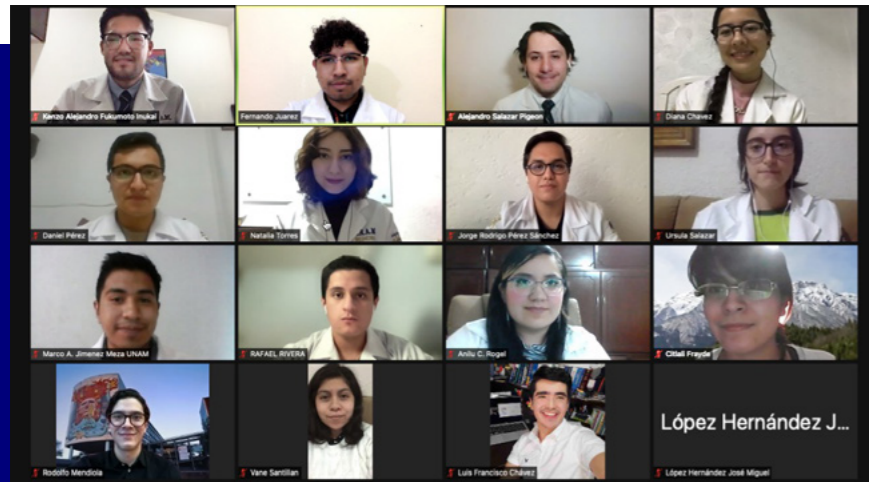 Kenzo Alejandro Fukumoto Inukai
Fernando Juarez
Alejandro Salazar Pigeon
Diana Chavez
Daniel Pérez
Natalia Torres
Jorge Rodrigo Pérez Sánchez
Ursula Salazar
Marco A. Jimenez Meza UNAM
RAFAEL RIVERA
Anilu C. Rogel
Citlali Frayde
López Hernández J...
Rodolfo Mendiola
Vane Santillan
Luis Francisco Chávez
López Hernández José Miguel